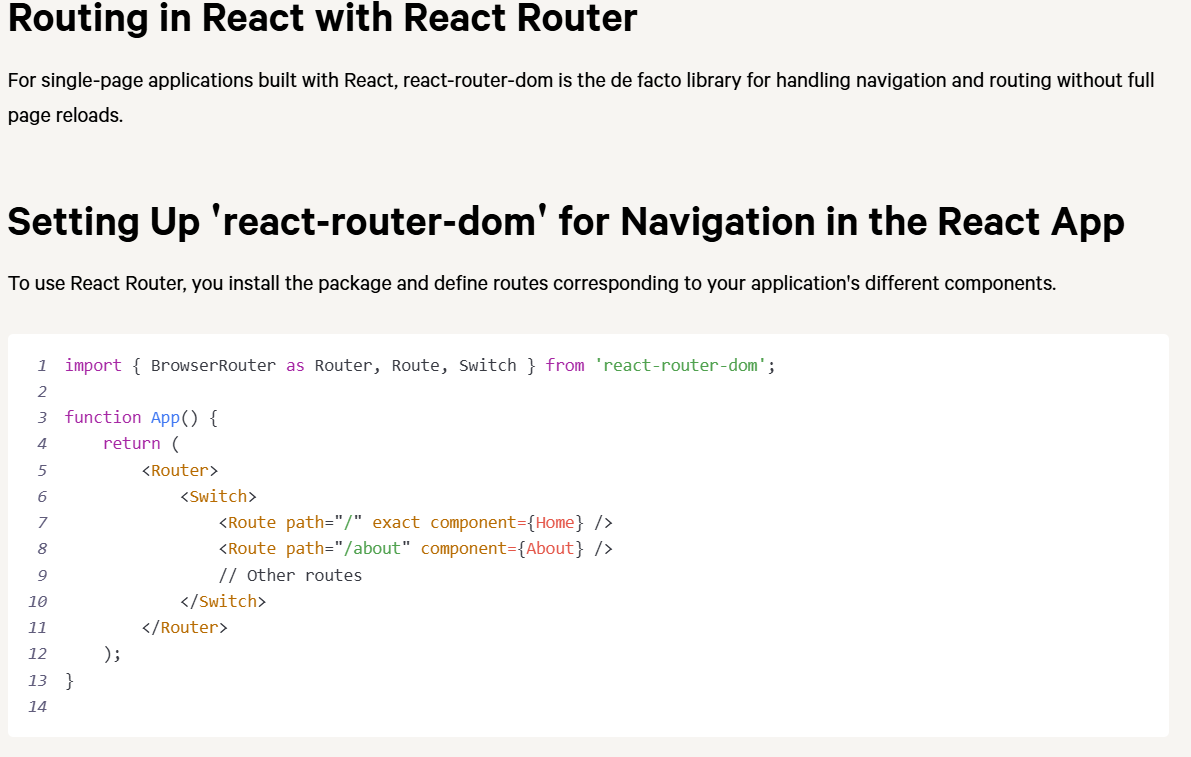 Routing in React with React Router
For single-page applications built with React, react-router-dom is the de facto library for handling navigation and routing without full
page reloads.
Setting Up 'react-router-dom' for Navigation in the React App
To use React Router, you install the package and define routes corresponding to your application's different components.
1 import { BrowserRouter as Router, Route, Switch } from 'react-router-dom';
2
3 function App() {
4     return (
5         <Router>
6             <Switch>
7                 <Route path="/" exact component={Home} />
8                 <Route path="/about" component={About} />
9                 // Other routes
10             </Switch>
11         </Router>
12     );
13 }
14